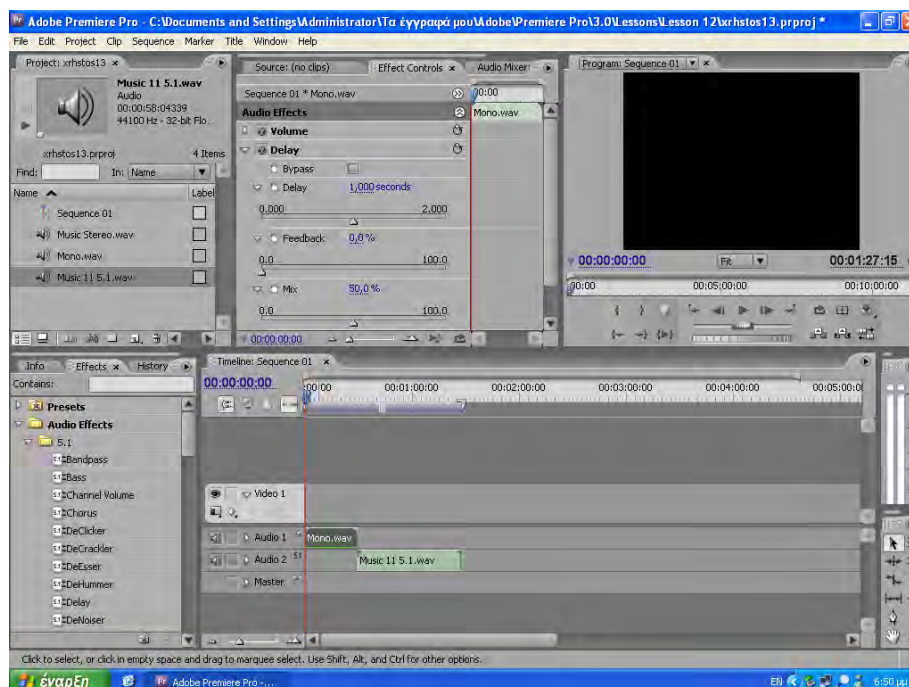 Adobe Premiere Pro - C:\Documents and Settings\Administrator\Τα έγγραφά μου\Adobe\Premiere Pro\3.0\Lessons\Lesson 12\xrhstos13.prproj *
File Edit Project Clip Sequence Marker Title Window Help
Project: xrhstos13
Music 11 5.1.wav
Audio
00:00:58:04339
44100 Hz - 32-bit Flo...
xrhstos13.prproj 4 Items
Find: In: Name
Name Label
Sequence 01
Music Stereo.wav
Mono.wav
Music 11 5.1.wav
Source: (no clips) Effect Controls Audio Mixer:
Sequence 01 * Mono.wav 00:00
Audio Effects Mono.wav
Volume
Delay
Bypass
Delay 1,000 seconds
0.000 2.000
Feedback 0,0 %
0.0 100.0
Mix 50,0 %
0.0 100.0
00:00:00:00
Program: Sequence 01
00:00:00:00 Fit 00:01:27:15
00:00 00:05:00:00 00:10:00:00
Info Effects History
Contains:
Presets
Audio Effects
5.1
Bandpass
Bass
Channel Volume
Chorus
DeClicker
DeCrackler
DeEsser
DeHummer
Delay
DeNoiser
Timeline: Sequence 01
00:00:00:00 :00:00 00:01:00:00 00:02:00:00 00:03:00:00 00:04:00:00 00:05:00:0
Video 1
Audio 1 Mono.wav
Audio 2 5.1 Music 11 5.1.wav
Master
Click to select, or click in empty space and drag to marquee select. Use Shift, Alt, and Ctrl for other options.
έναρξη Adobe Premiere Pro -... EN 6:50 μμ